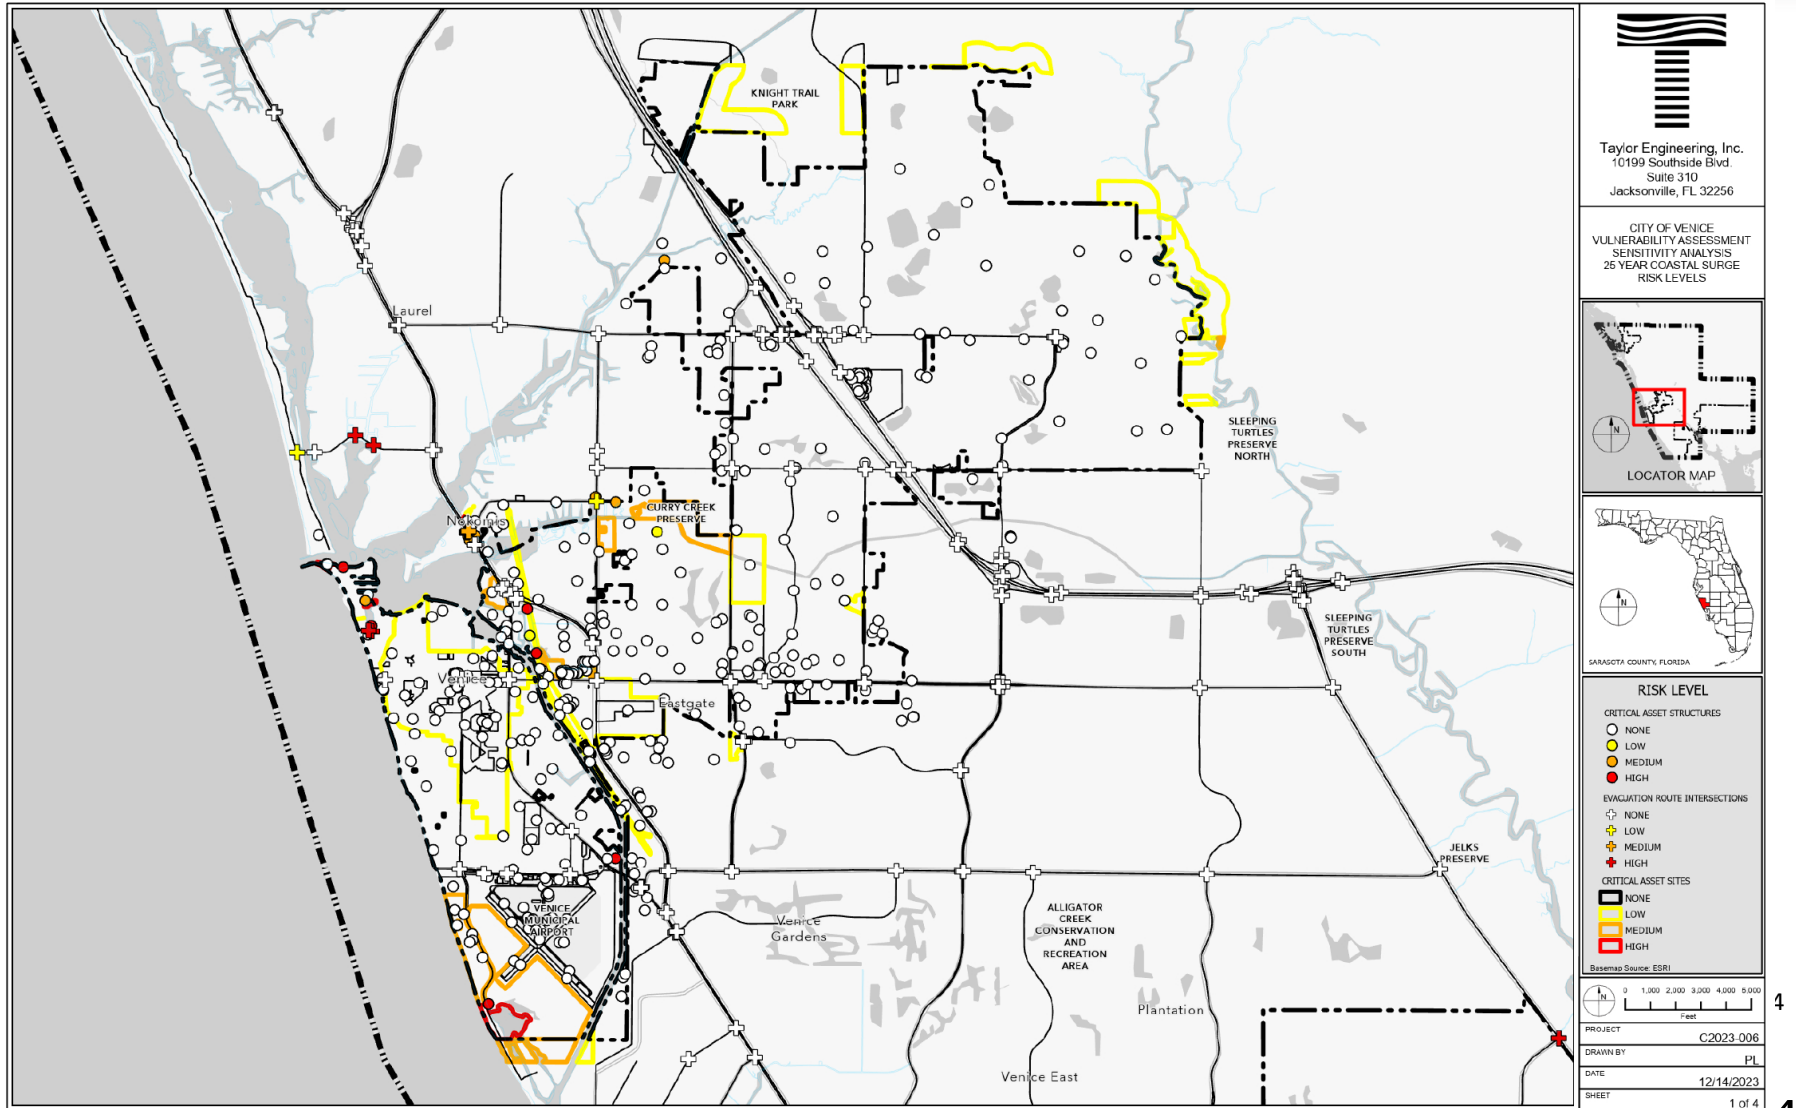 KNIGHT TRAIL
PARK
Laurel
SLEEPING
TURTLES
PRESERVE
NORTH
CURRY CREEK
PRESERVE
Nokomis
SLEEPING
TURTLES
PRESERVE
SOUTH
Venice
Eastgate
JELKS
PRESERVE
VENICE
MUNICIPAL
AIRPORT
Venice
Gardens
ALLIGATOR
CREEK
CONSERVATION
AND
RECREATION
AREA
Plantation
Venice East
Taylor Engineering, Inc.
10199 Southside Blvd.
Suite 310
Jacksonville, FL 32256
CITY OF VENICE
VULNERABILITY ASSESSMENT
SENSITIVITY ANALYSIS
25 YEAR COASTAL SURGE
RISK LEVELS
N
LOCATOR MAP
N
SARASOTA COUNTY, FLORIDA
RISK LEVEL
CRITICAL ASSET STRUCTURES
NONE
LOW
MEDIUM
HIGH
EVACUATION ROUTE INTERSECTIONS
NONE
LOW
MEDIUM
HIGH
CRITICAL ASSET SITES
NONE
LOW
MEDIUM
HIGH
Basemap Source: ESRI
N
0 1,000 2,000 3,000 4,000 5,000
Feet
PROJECT
C2023-006
DRAWN BY
PL
DATE
12/14/2023
SHEET
1 of 4
4